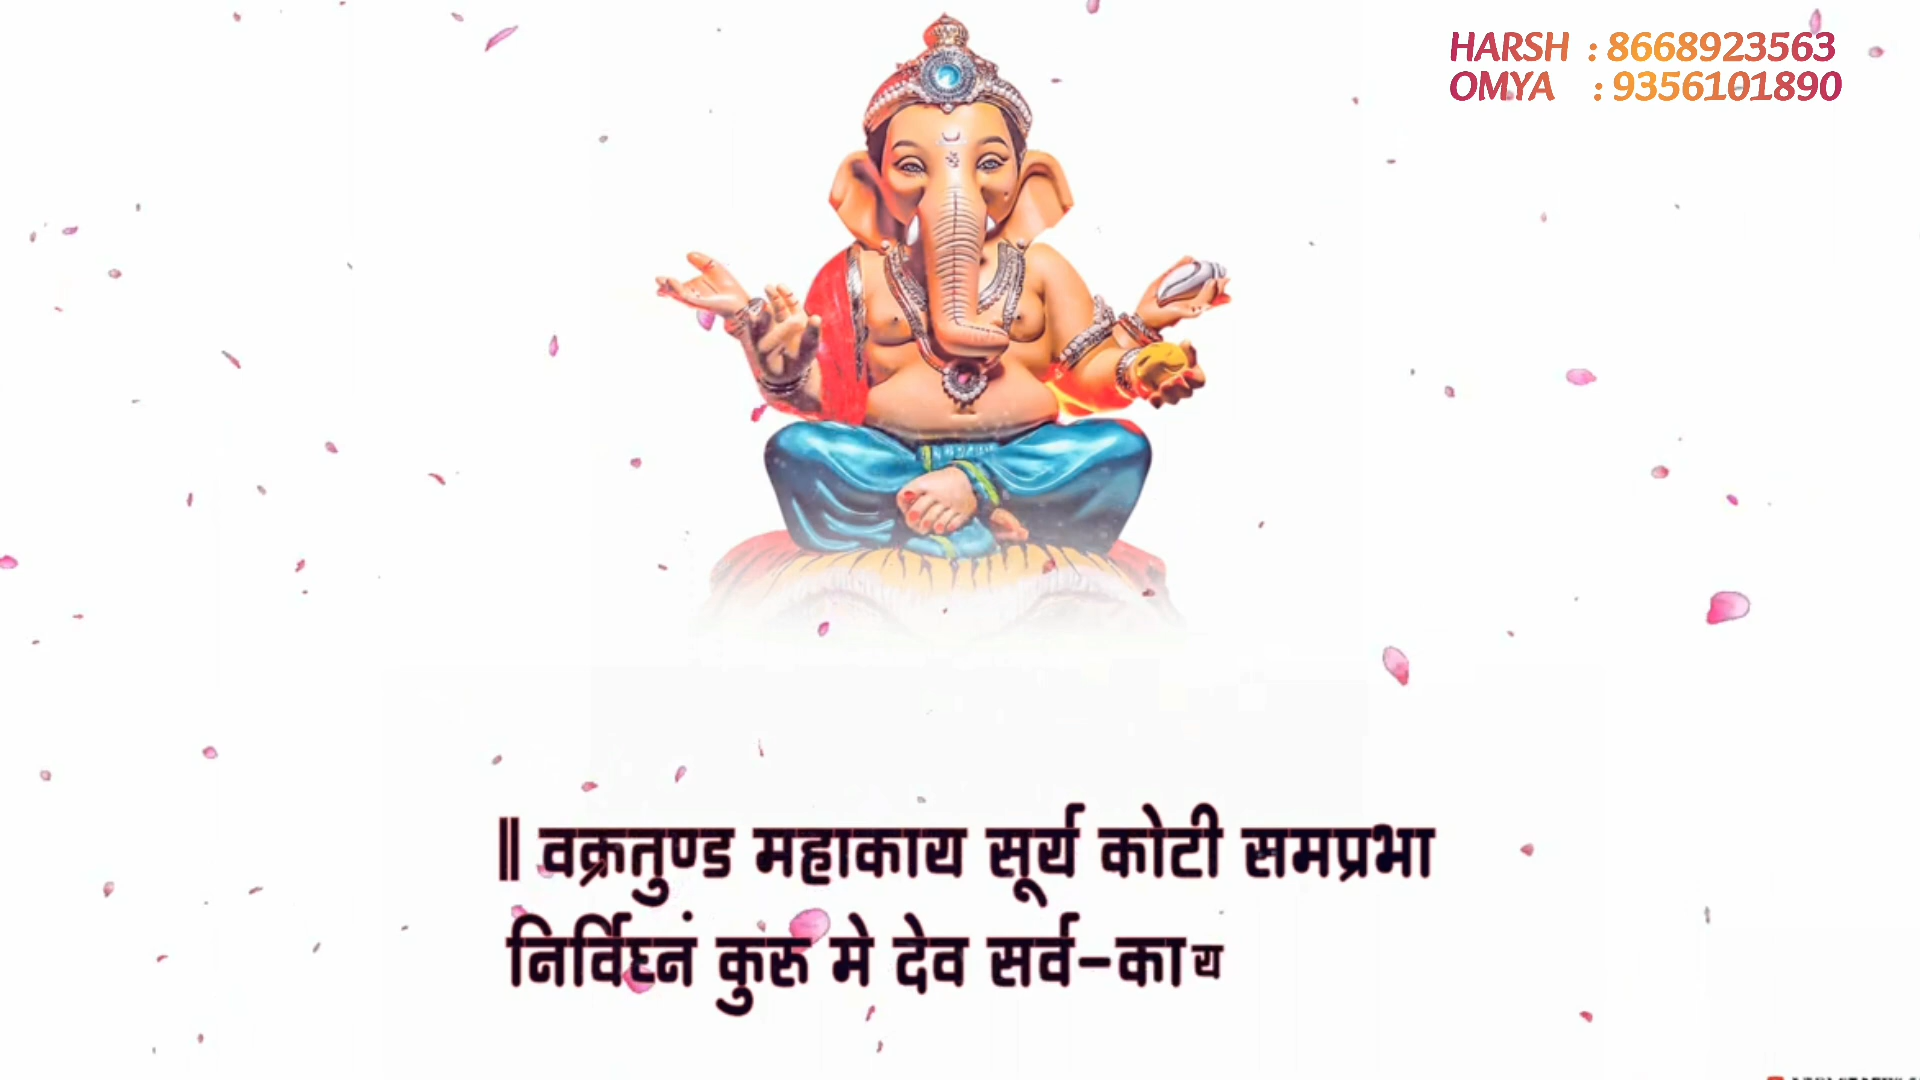 HARSH : 8668923563
OMYA : 9356101890
॥ वक्रतुण्ड महाकाय सूर्य कोटी समप्रभा
निर्विघ्नं कुरु मे देव सर्व-काय